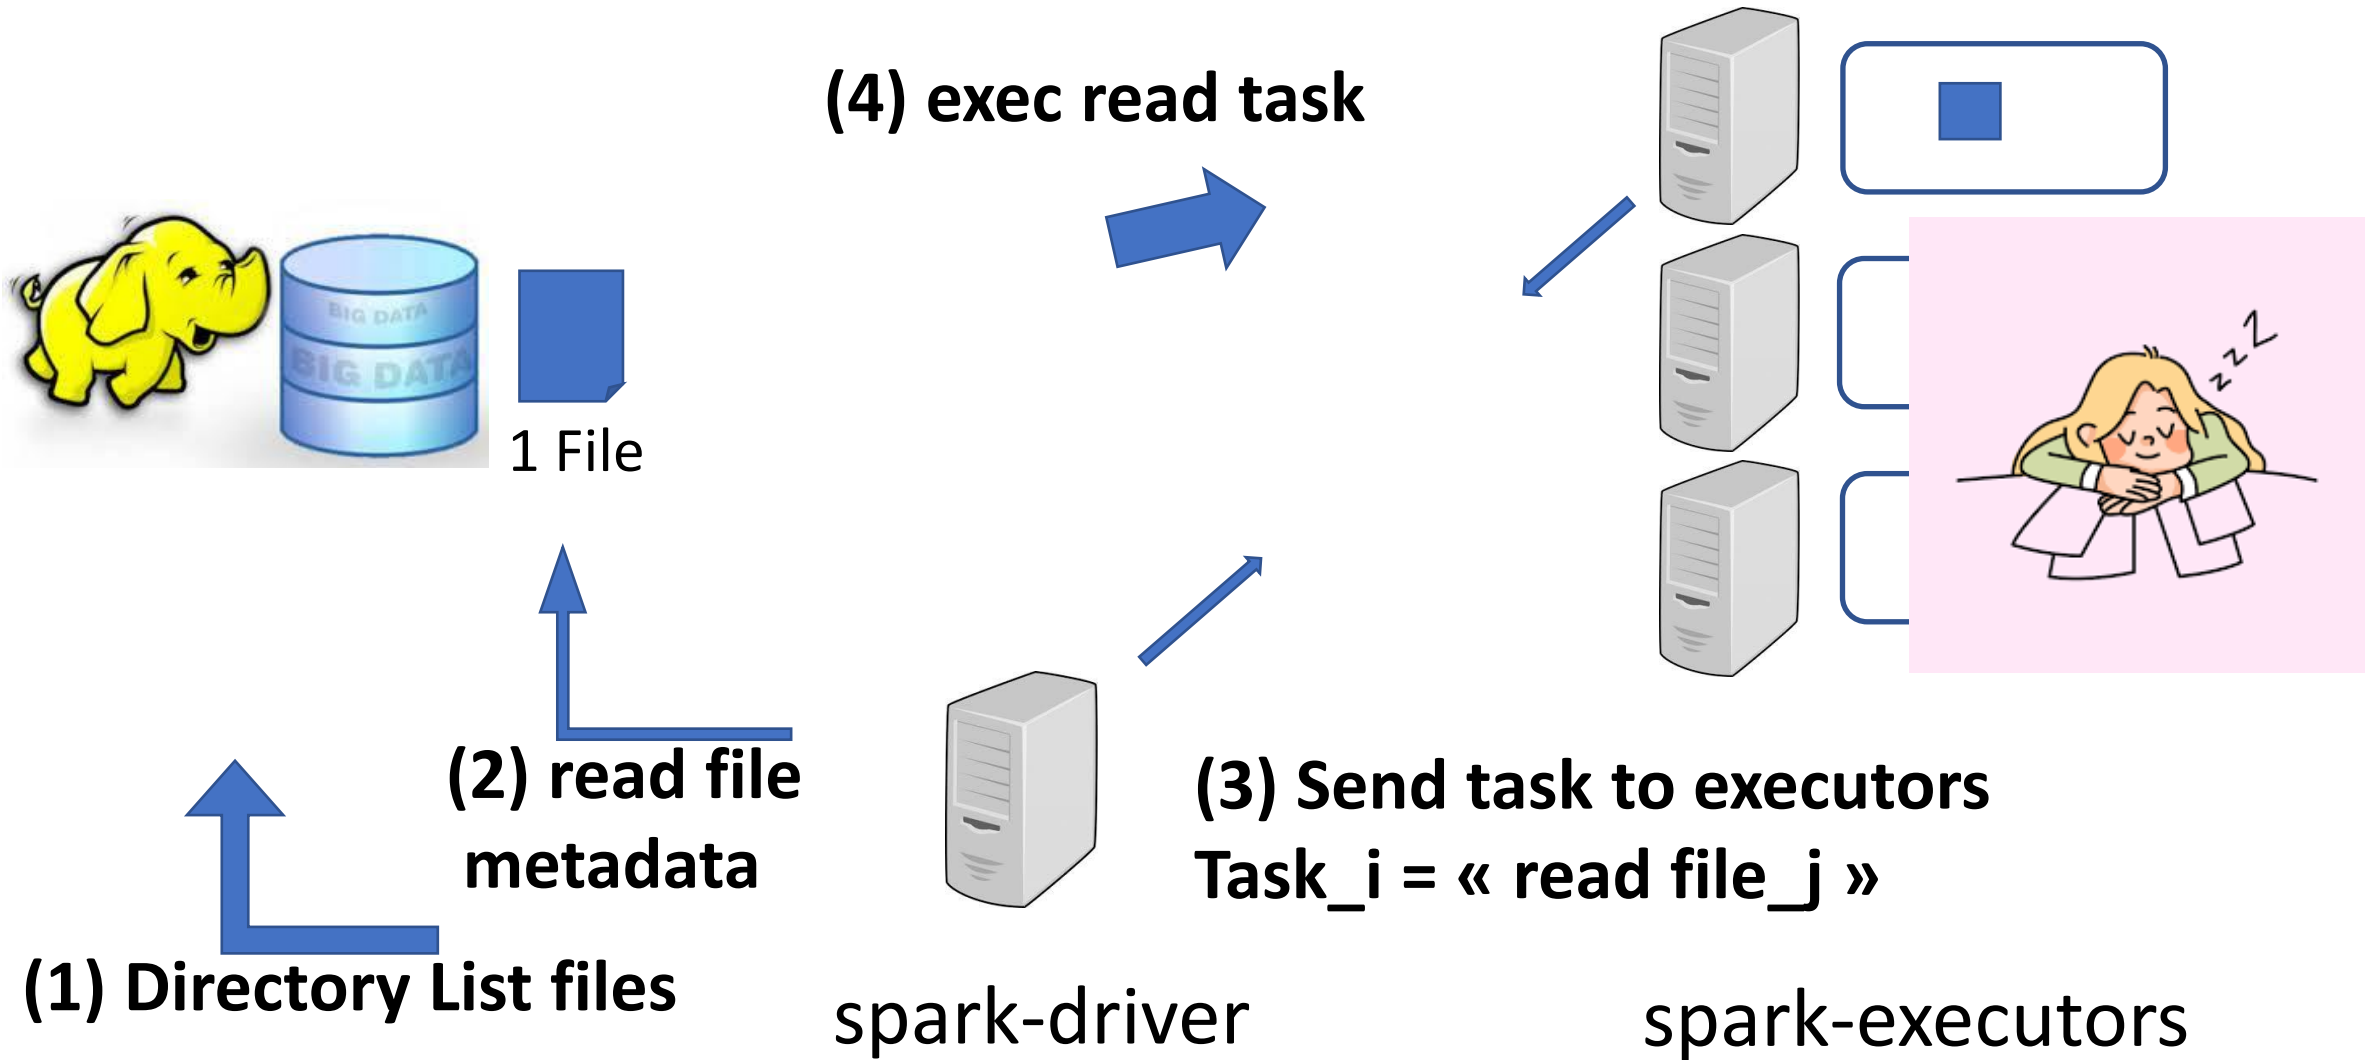 (4) exec read task
BIG DATA
BIG DATA
1 File
z z Z
(2) read file
metadata
(3) Send task to executors
Task_i = « read file_j »
(1) Directory List files
spark-driver
spark-executors